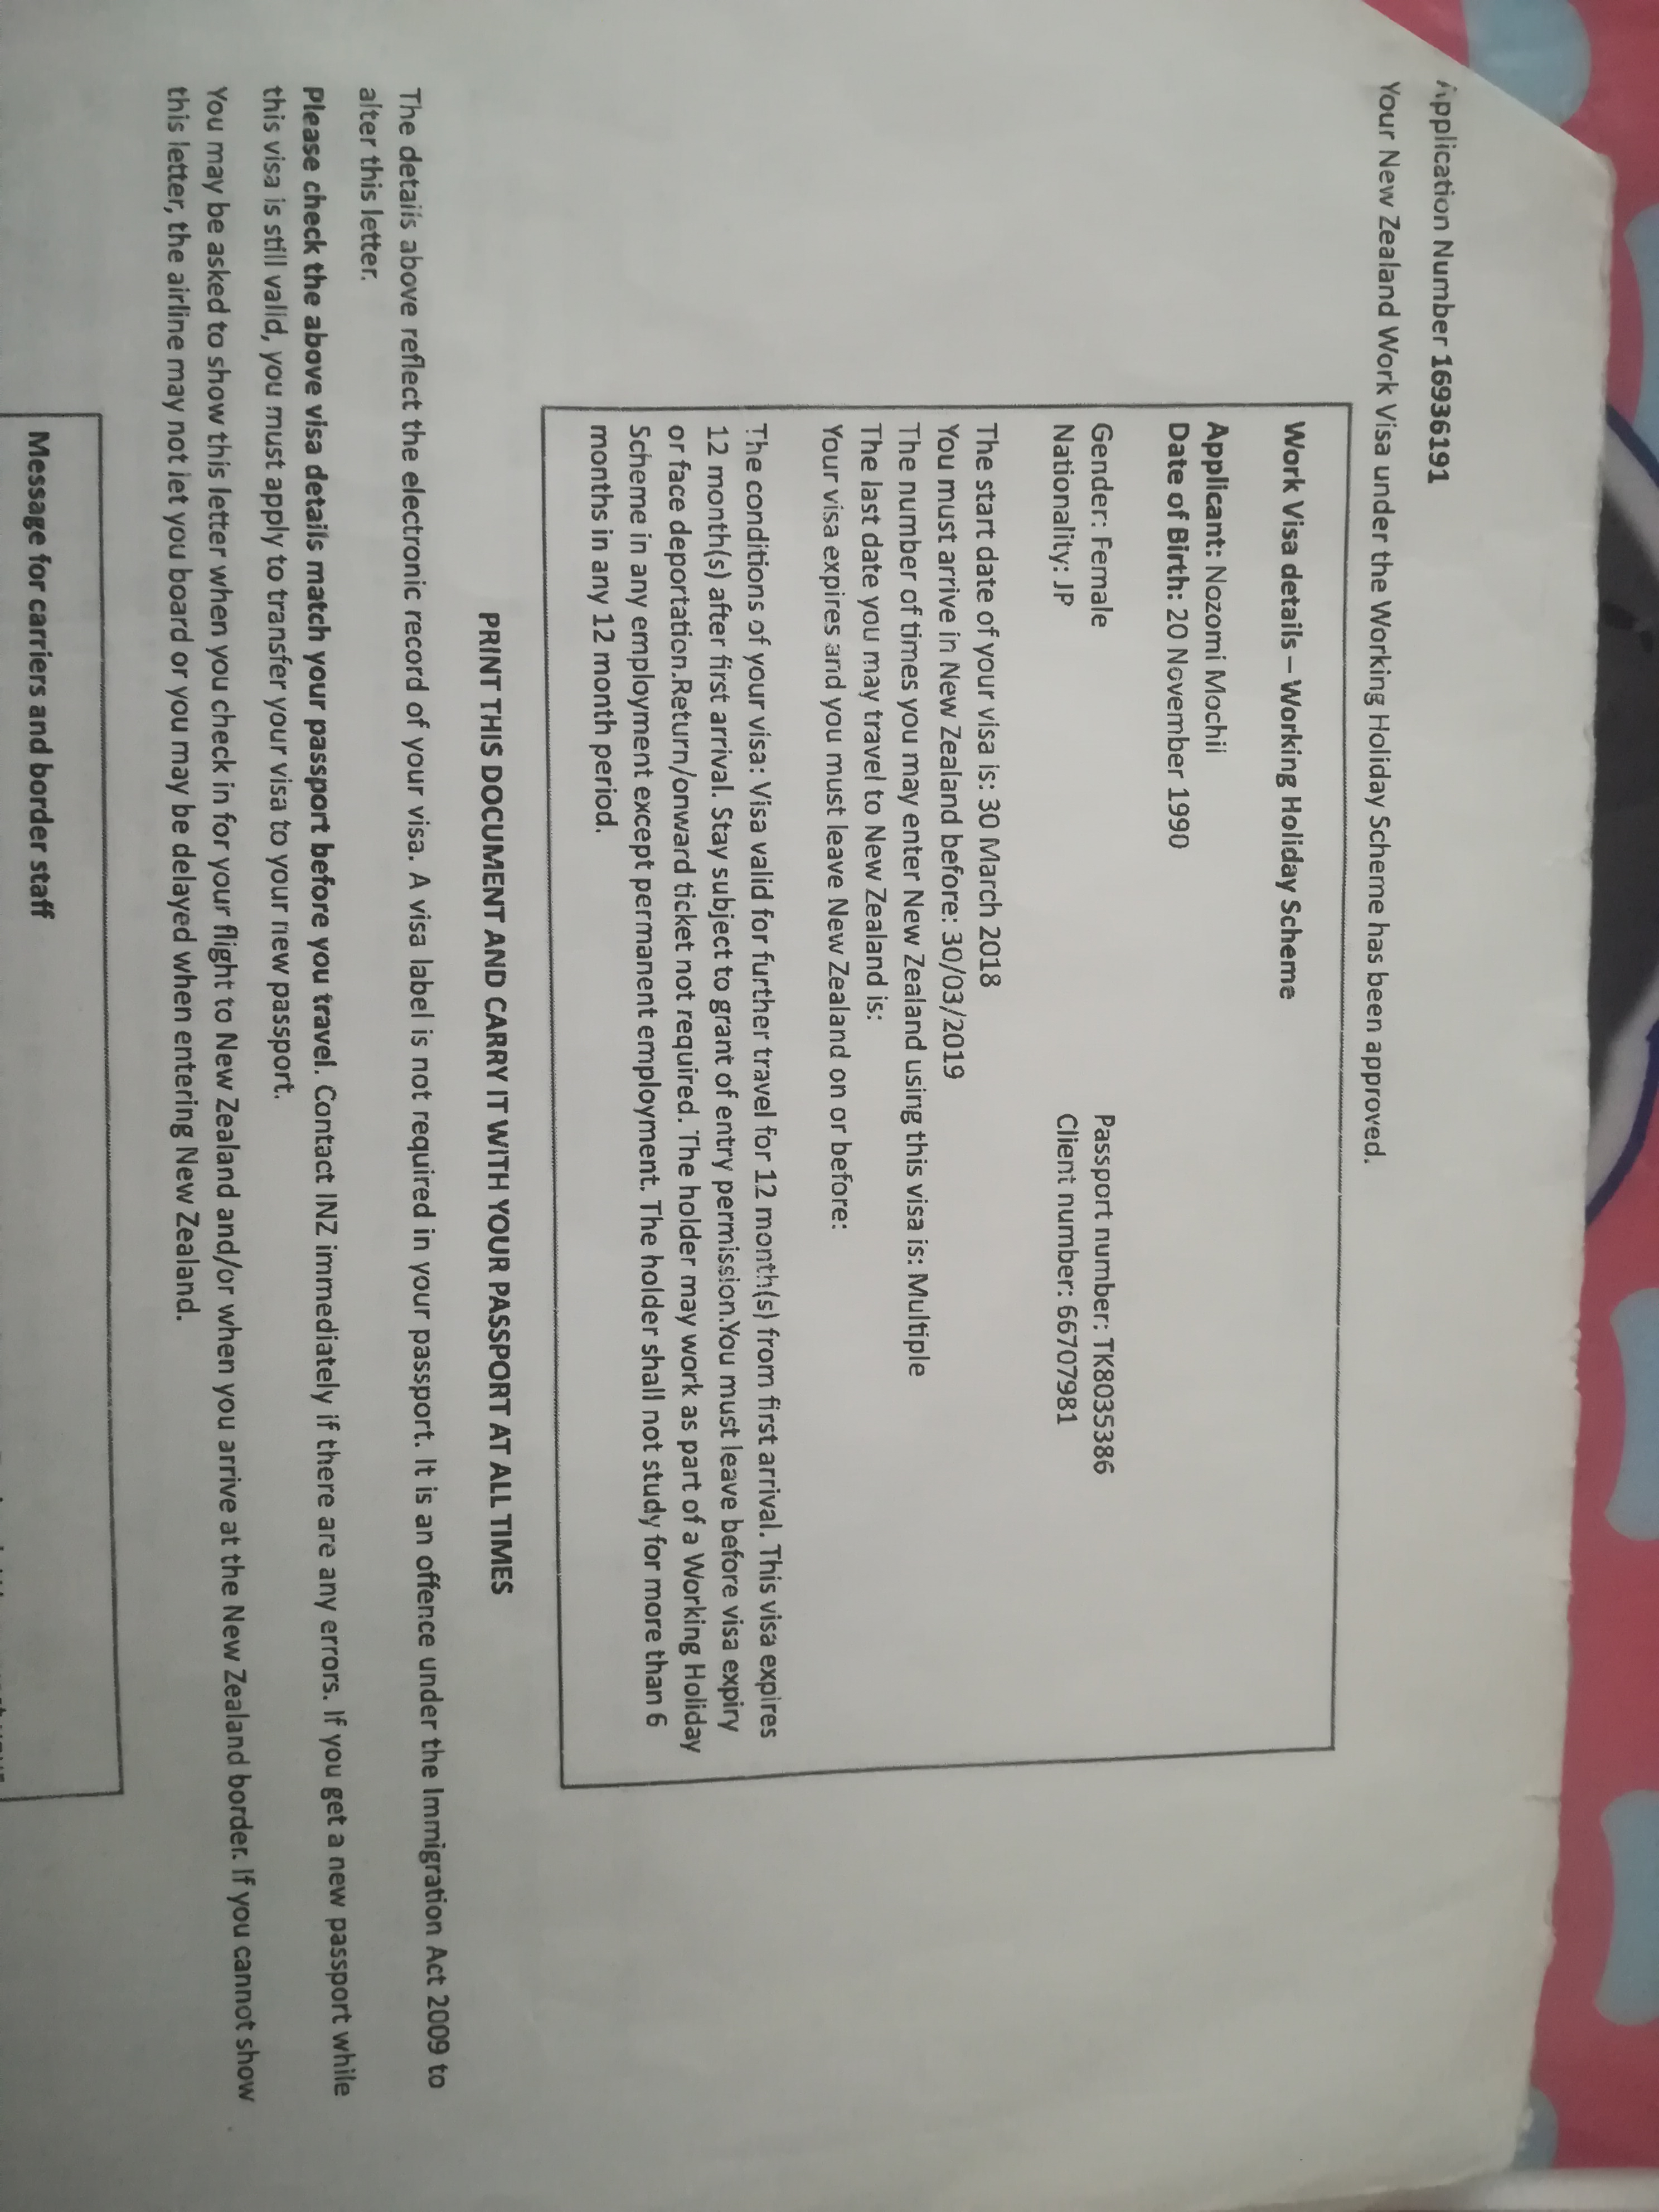 Application Number 16936191
Your New Zealand Work Visa under the Working Holiday Scheme has been approved.
Work Visa details – Working Holiday Scheme
Applicant: Nozomi Mochii
Date of Birth: 20 November 1990
Gender: Female
Passport number: TK8035386
Nationality: JP
Client number: 66707981
The start date of your visa is: 30 March 2018
You must arrive in New Zealand before: 30/03/2019
The number of times you may enter New Zealand using this visa is: Multiple
The last date you may travel to New Zealand is:
Your visa expires and you must leave New Zealand on or before:
The conditions of your visa: Visa valid for further travel for 12 month(s) from first arrival. This visa expires
12 month(s) after first arrival. Stay subject to grant of entry permission.You must leave before visa expiry
or face deportation.Return/onward ticket not required. The holder may work as part of a Working Holiday
Scheme in any employment except permanent employment. The holder shall not study for more than 6
months in any 12 month period.
PRINT THIS DOCUMENT AND CARRY IT WITH YOUR PASSPORT AT ALL TIMES
The details above reflect the electronic record of your visa. A visa label is not required in your passport. It is an offence under the Immigration Act 2009 to
alter this letter.
Please check the above visa details match your passport before you travel. Contact INZ immediately if there are any errors. If you get a new passport while
this visa is still valid, you must apply to transfer your visa to your new passport.
You may be asked to show this letter when you check in for your flight to New Zealand and/or when you arrive at the New Zealand border. If you cannot show
this letter, the airline may not let you board or you may be delayed when entering New Zealand.
Message for carriers and border staff